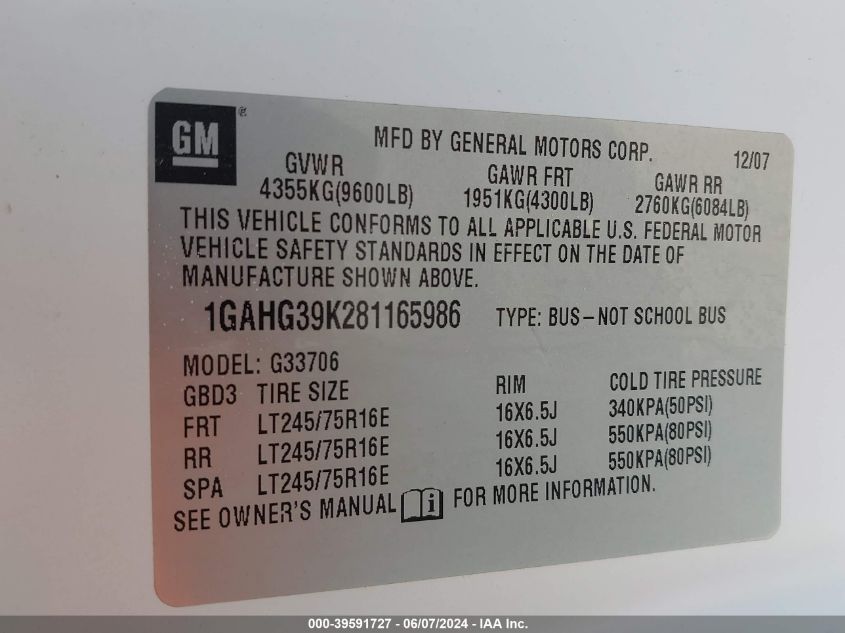 GM ®
MFD BY GENERAL MOTORS CORP. 12/07
GVWR GAWR FRT GAWR RR
4355KG(9600LB) 1951KG(4300LB) 2760KG(6084LB)
THIS VEHICLE CONFORMS TO ALL APPLICABLE U.S. FEDERAL MOTOR
VEHICLE SAFETY STANDARDS IN EFFECT ON THE DATE OF
MANUFACTURE SHOWN ABOVE.
1GAHG39K281165986 TYPE: BUS–NOT SCHOOL BUS
MODEL: G33706
GBD3 TIRE SIZE RIM COLD TIRE PRESSURE
FRT LT245/75R16E 16X6.5J 340KPA(50PSI)
RR LT245/75R16E 16X6.5J 550KPA(80PSI)
SPA LT245/75R16E 16X6.5J 550KPA(80PSI)
SEE OWNER'S MANUAL i FOR MORE INFORMATION.
000-39591727 - 06/07/2024 - IAA Inc.